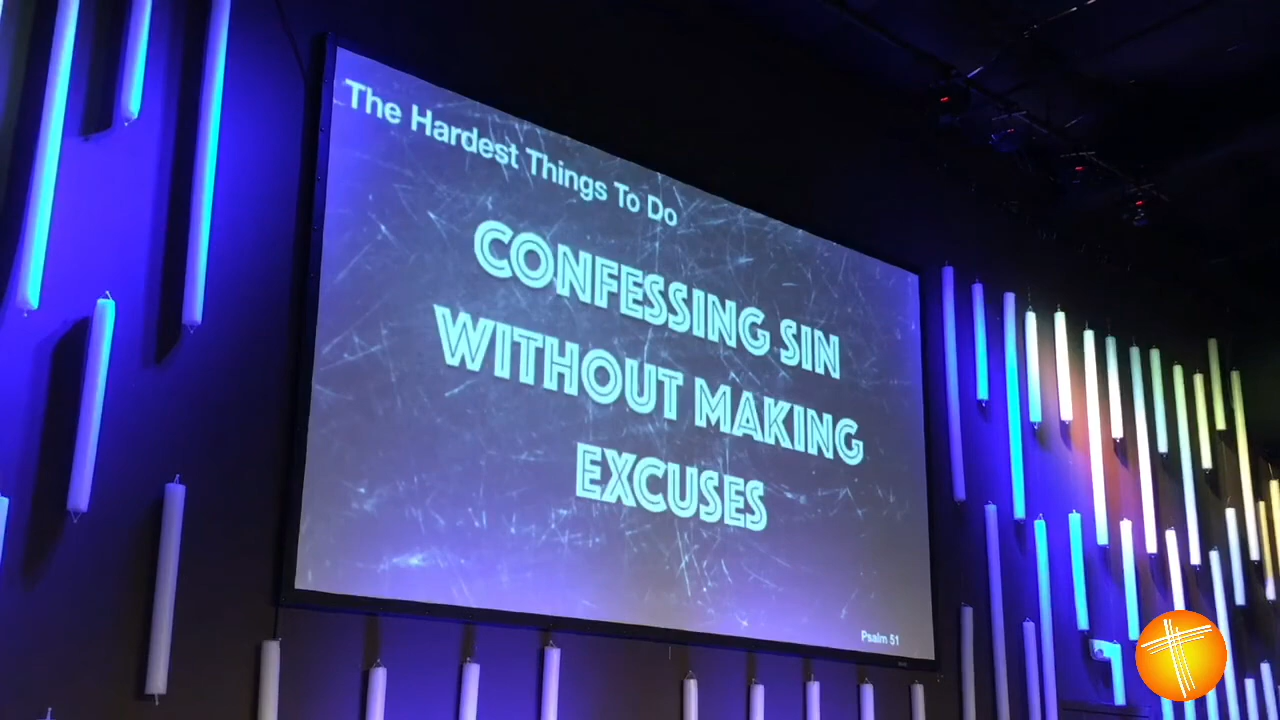 The Hardest Things To Do
CONFESSING SIN
WITHOUT MAKING
EXCUSES
Psalm 51